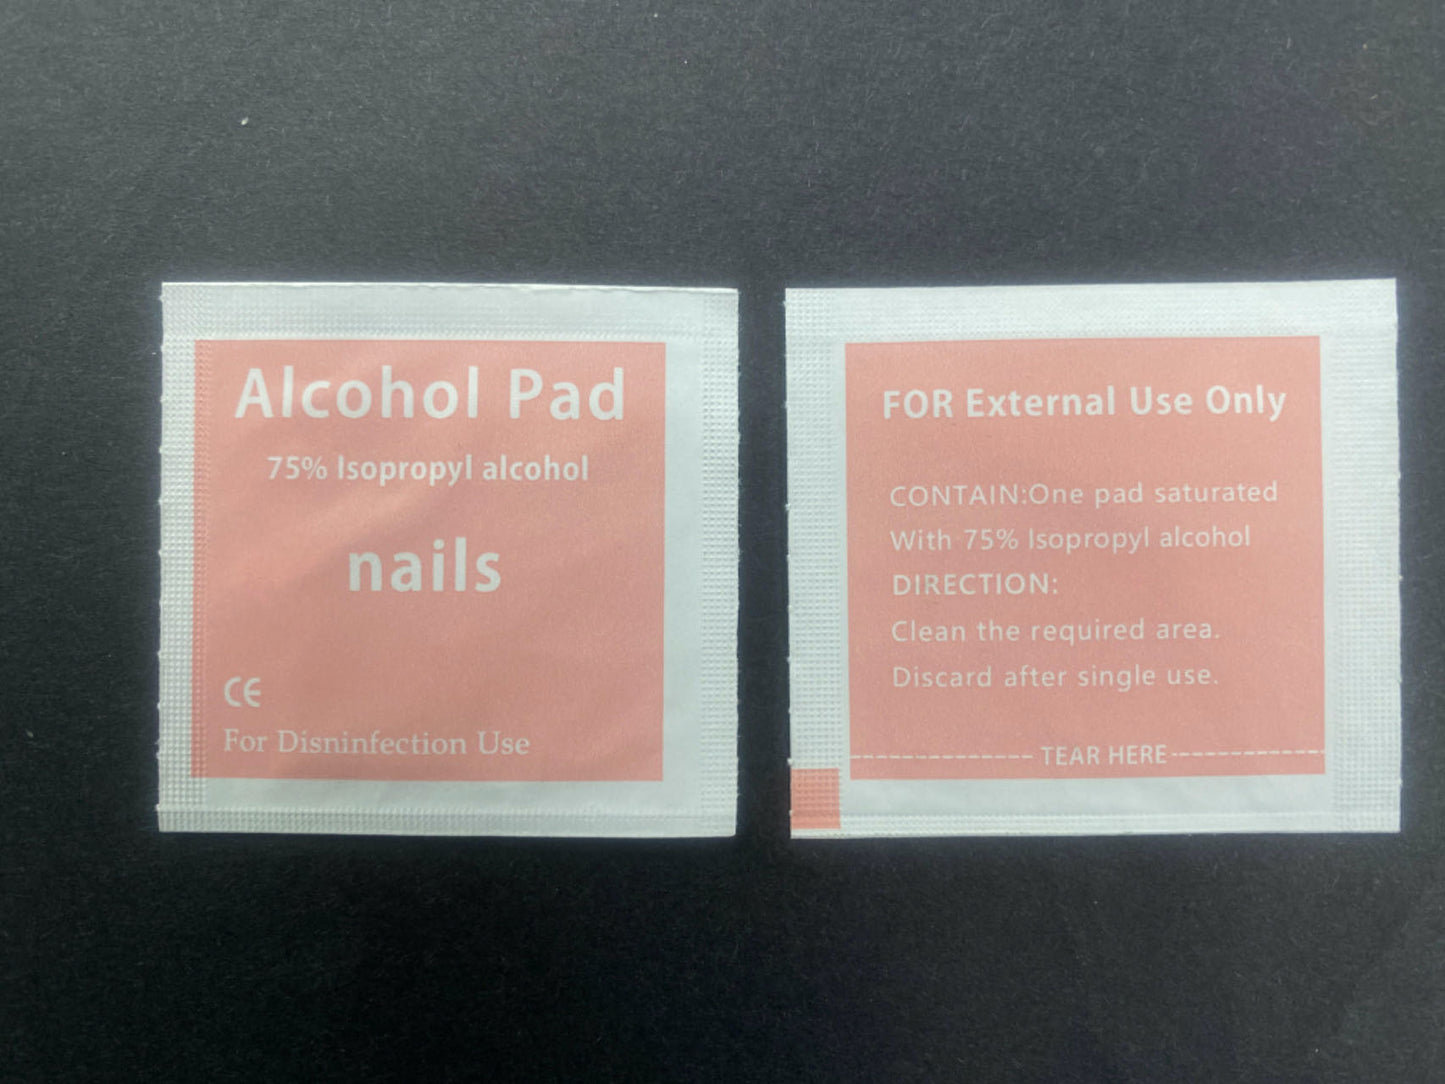 Alcohol Pad
75% Isopropyl alcohol
nails
CE
For Disninfection Use
FOR External Use Only
CONTAIN:One pad saturated
With 75% Isopropyl alcohol
DIRECTION:
Clean the required area.
Discard after single use.
TEAR HERE